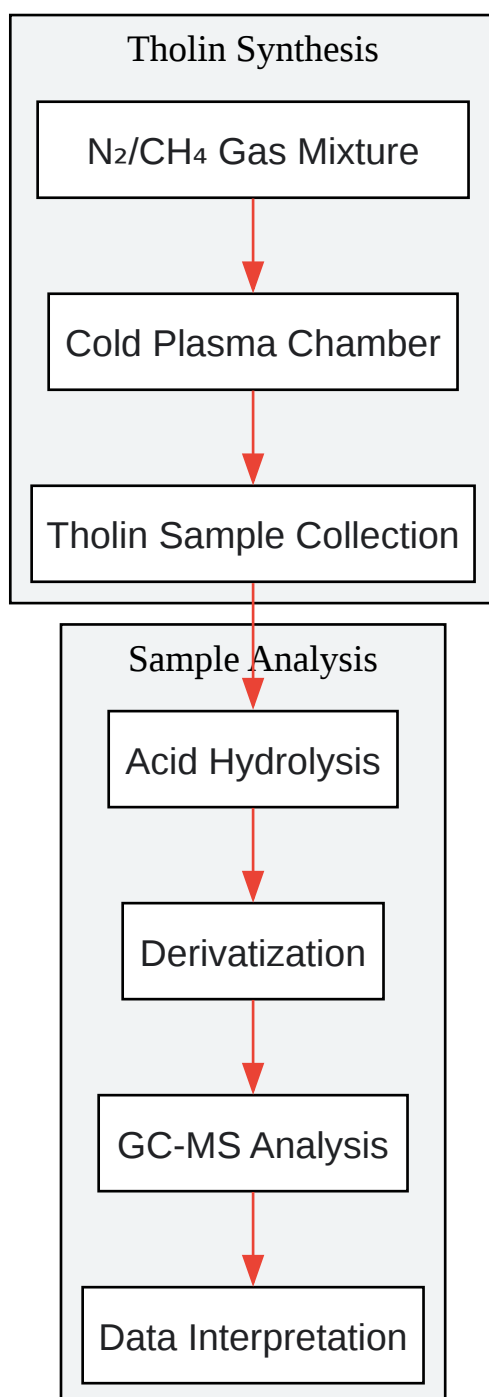 Tholin Synthesis
N₂/CH₄ Gas Mixture
Cold Plasma Chamber
Tholin Sample Collection
Sample Analysis
Acid Hydrolysis
Derivatization
GC-MS Analysis
Data Interpretation